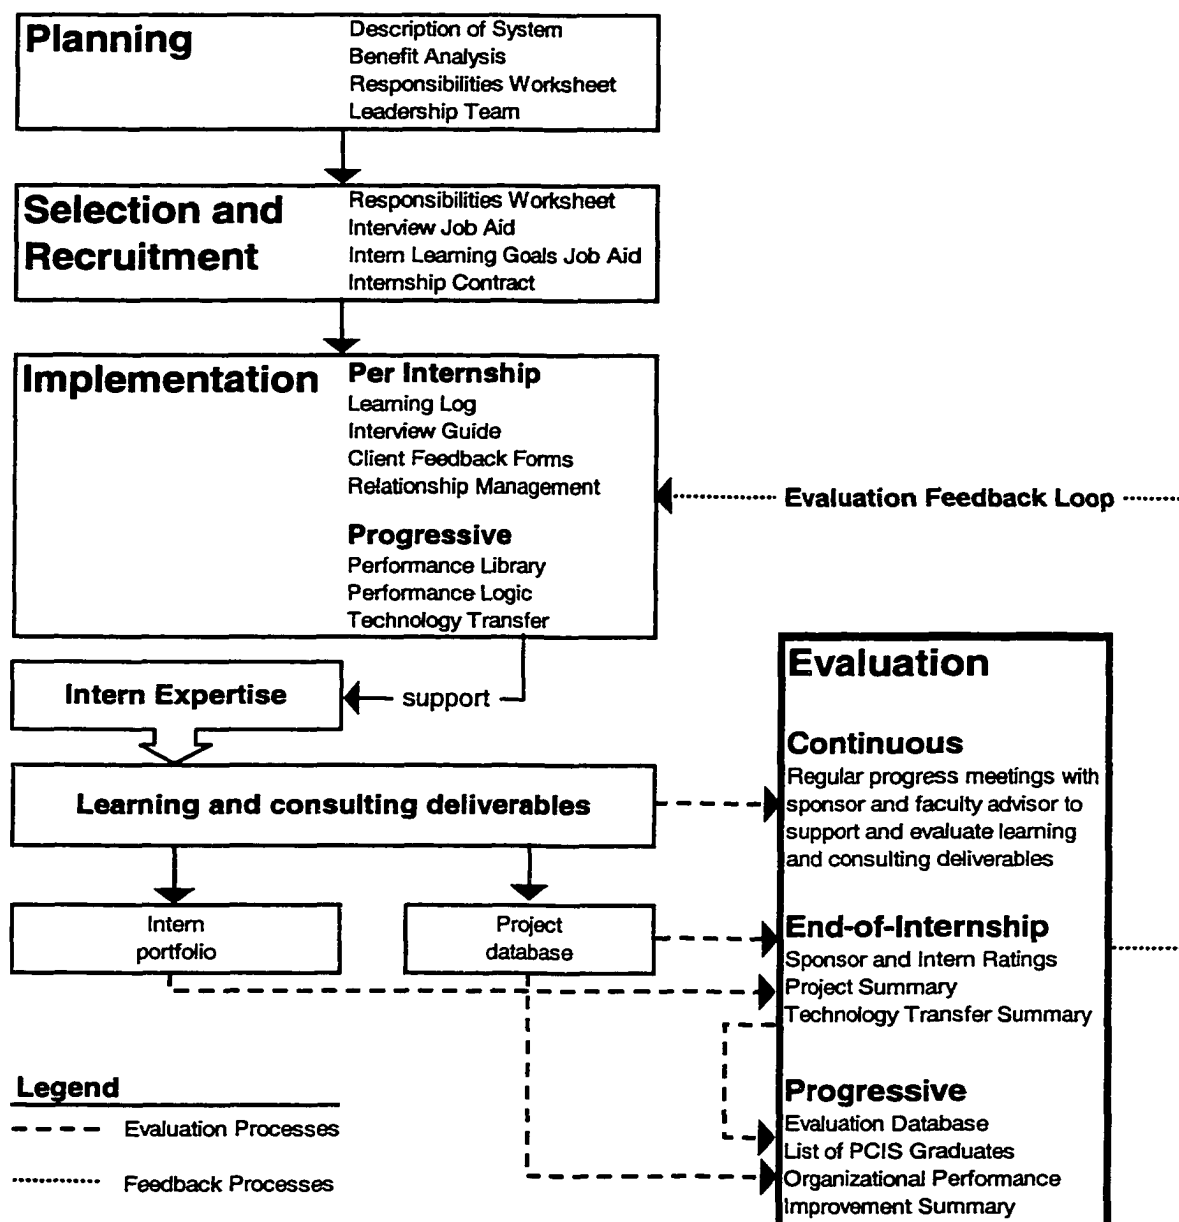 Planning
Description of System
Benefit Analysis
Responsibilities Worksheet
Leadership Team
Selection and
Recruitment
Responsibilities Worksheet
Interview Job Aid
Intern Learning Goals Job Aid
Internship Contract
Implementation
Per Internship
Learning Log
Interview Guide
Client Feedback Forms
Relationship Management
Progressive
Performance Library
Performance Logic
Technology Transfer
Evaluation Feedback Loop
Intern Expertise
support
Learning and consulting deliverables
Intern
portfolio
Project
database
Evaluation
Continuous
Regular progress meetings with
sponsor and faculty advisor to
support and evaluate learning
and consulting deliverables
End-of-Internship
Sponsor and Intern Ratings
Project Summary
Technology Transfer Summary
Progressive
Evaluation Database
List of PCIS Graduates
Organizational Performance
Improvement Summary
Legend
Evaluation Processes
Feedback Processes